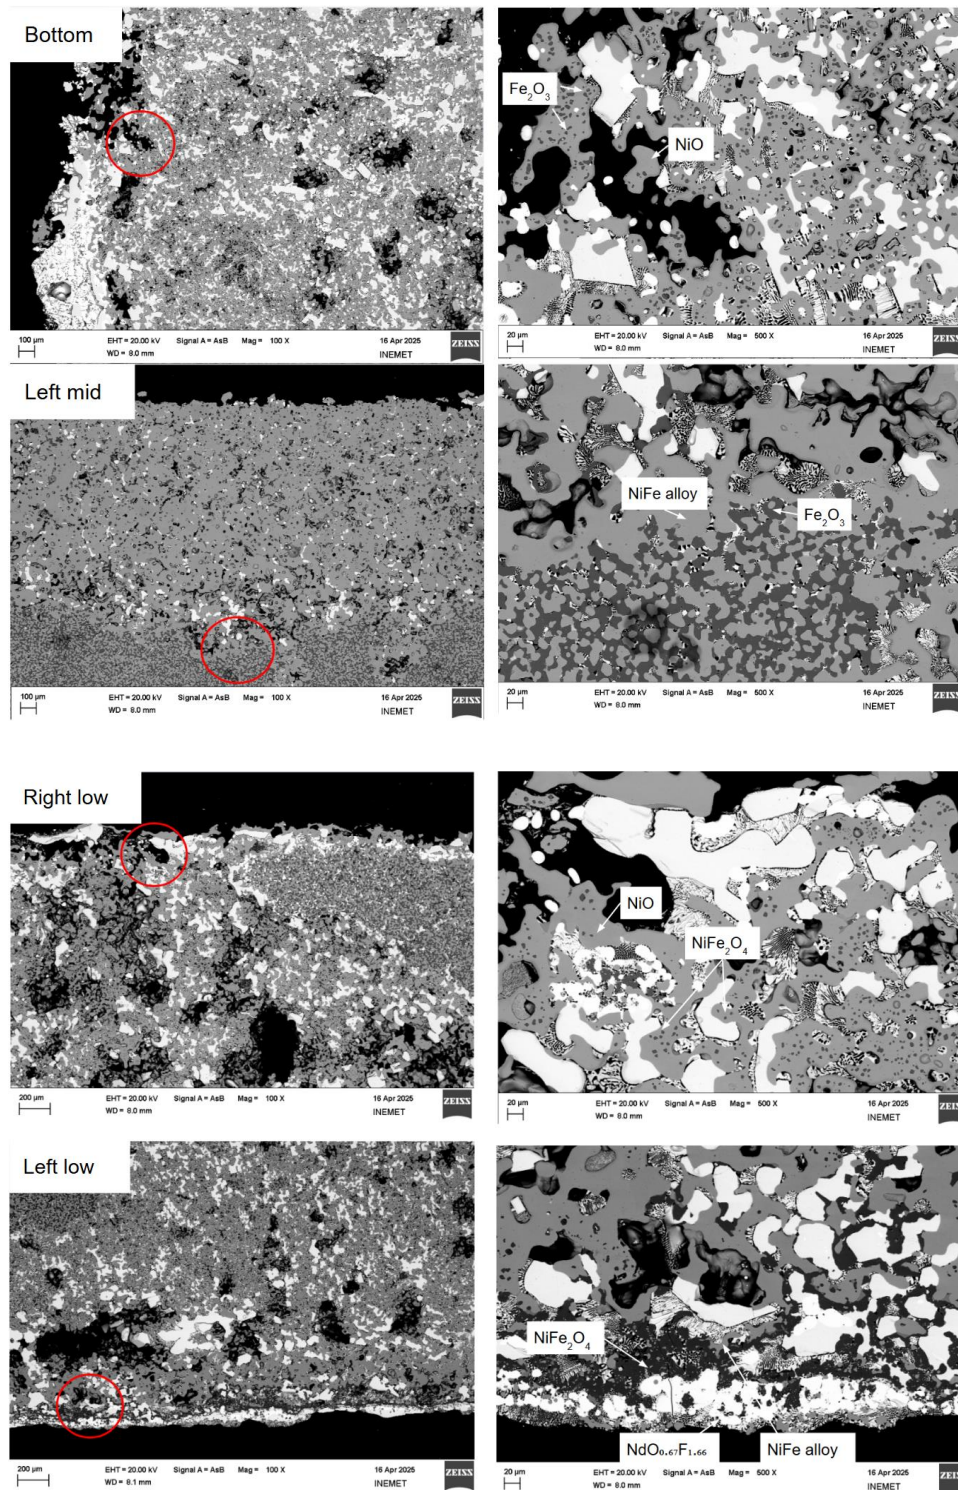 Bottom
100 µm
EHT = 20.00 kV Signal A = AsB Mag = 100 X 16 Apr 2025
WD = 8.0 mm INEMET
ZEISS
Fe₂O₃
NiO
20 µm
EHT = 20.00 kV Signal A = AsB Mag = 500 X 16 Apr 2025
WD = 8.0 mm INEMET
ZEIS
Left mid
100 µm
EHT = 20.00 kV Signal A = AsB Mag = 100 X 16 Apr 2025
WD = 8.0 mm INEMET
ZEISS
NiFe alloy
Fe₂O₃
20 µm
EHT = 20.00 kV Signal A = AsB Mag = 500 X 16 Apr 2025
WD = 8.0 mm INEMET
ZEIS
Right low
200 µm
EHT = 20.00 kV Signal A = AsB Mag = 100 X 16 Apr 2025
WD = 8.0 mm INEMET
ZEISS
NiO
NiFe₂O₄
20 µm
EHT = 20.00 kV Signal A = AsB Mag = 500 X 16 Apr 2025
WD = 8.0 mm INEMET
ZEIS
Left low
200 µm
EHT = 20.00 kV Signal A = AsB Mag = 100 X 16 Apr 2025
WD = 8.1 mm INEMET
ZEISS
NiFe₂O₄
NdO₀.₆₇F₁.₆₆
NiFe alloy
20 µm
EHT = 20.00 kV Signal A = AsB Mag = 500 X 16 Apr 2025
WD = 8.0 mm INEMET
ZEIS